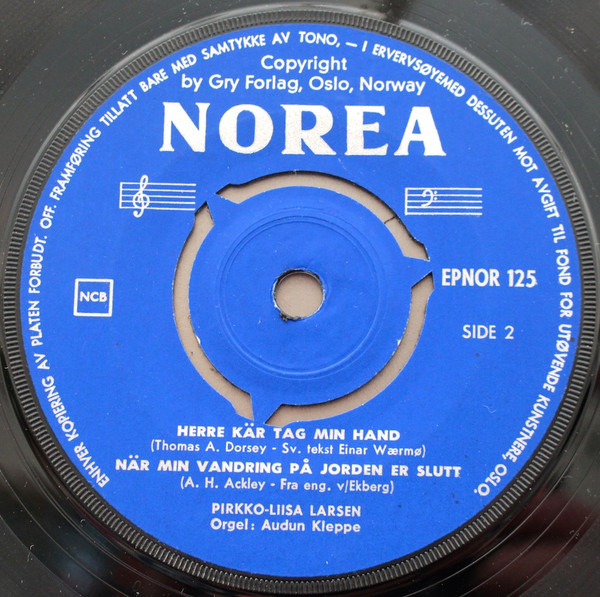 ENHVER KOPIERING AV PLATEN FORBUDT. OFF. FRAMFØRING TILLATT BARE MED SAMTYKKE AV TONO, — I ERVERVSØYEMED DESSUTEN MOT AVGIFT TIL FOND FOR UTØVENDE KUNSTNERE, OSLO.
Copyright
by Gry Forlag, Oslo, Norway
NOREA
EPNOR 125
NCB
SIDE 2
HERRE KÄR TAG MIN HAND
(Thomas A. Dorsey - Sv. tekst Einar Wærmø)
NÄR MIN VANDRING PÅ JORDEN ER SLUTT
(A. H. Ackley - Fra eng. v/Ekberg)
PIRKKO-LIISA LARSEN
Orgel: Audun Kleppe